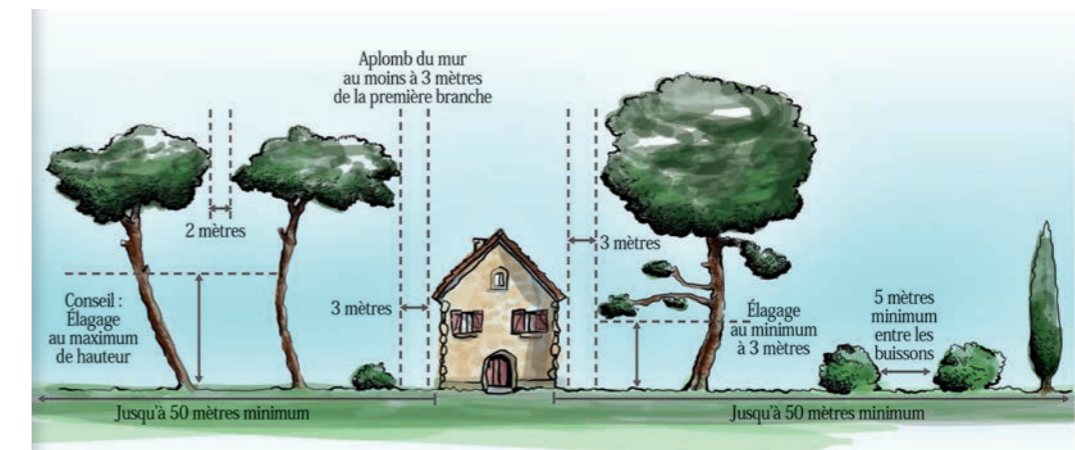 Aplomb du mur
au moins à 3 mètres
de la première branche
2 mètres
3 mètres
Conseil :
Élagage
au maximum
de hauteur
3 mètres
Élagage
au minimum
à 3 mètres
5 mètres
minimum
entre les
buissons
Jusqu'à 50 mètres minimum
Jusqu'à 50 mètres minimum